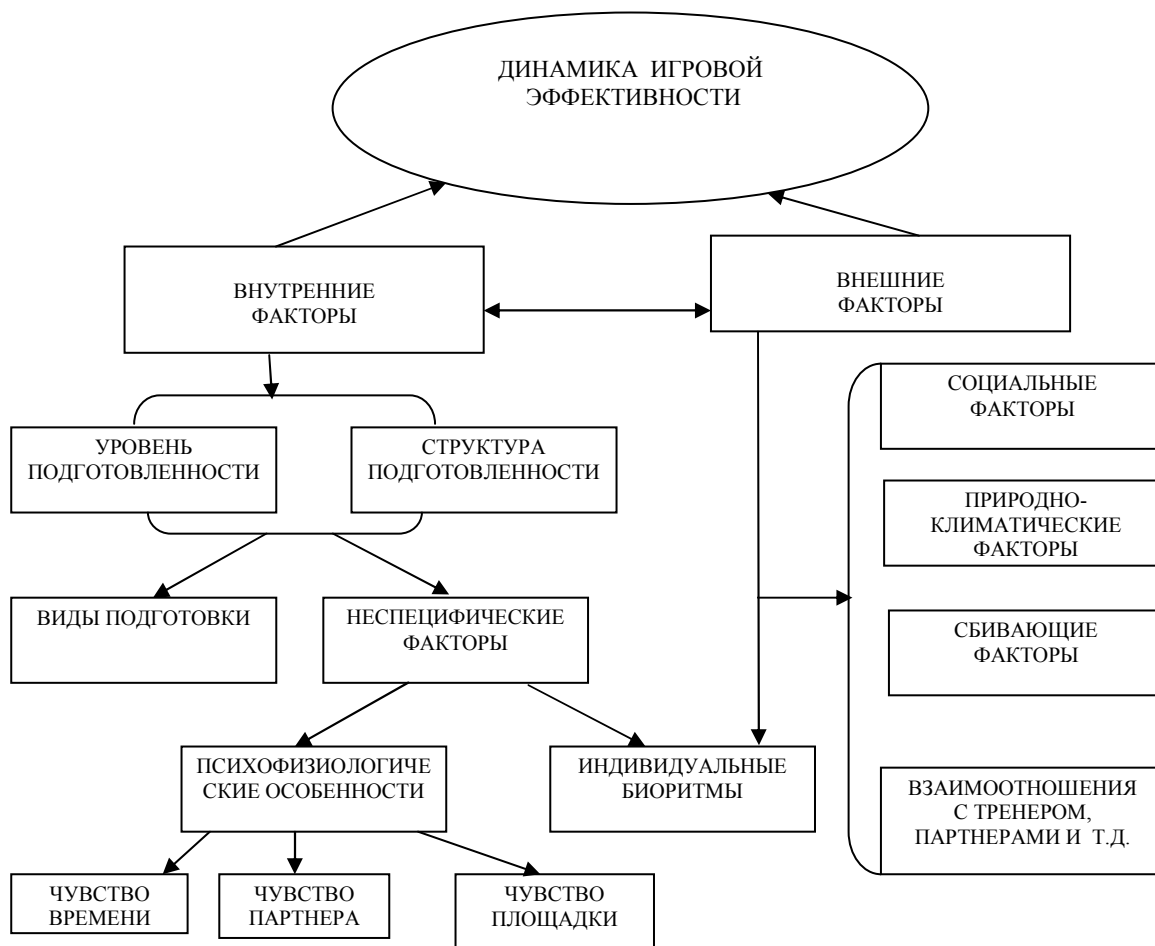 ДИНАМИКА ИГРОВОЙ
ЭФФЕКТИВНОСТИ
ВНУТРЕННИЕ
ФАКТОРЫ
ВНЕШНИЕ
ФАКТОРЫ
СОЦИАЛЬНЫЕ
ФАКТОРЫ
УРОВЕНЬ
ПОДГОТОВЛЕННОСТИ
СТРУКТУРА
ПОДГОТОВЛЕННОСТИ
ПРИРОДНО-
КЛИМАТИЧЕСКИЕ
ФАКТОРЫ
ВИДЫ ПОДГОТОВКИ
НЕСПЕЦИФИЧЕСКИЕ
ФАКТОРЫ
СБИВАЮЩИЕ
ФАКТОРЫ
ПСИХОФИЗИОЛОГИЧЕ
СКИЕ ОСОБЕННОСТИ
ИНДИВИДУАЛЬНЫЕ
БИОРИТМЫ
ВЗАИМООТНОШЕНИЯ
С ТРЕНЕРОМ,
ПАРТНЕРАМИ И Т.Д.
ЧУВСТВО
ВРЕМЕНИ
ЧУВСТВО
ПАРТНЕРА
ЧУВСТВО
ПЛОЩАДКИ